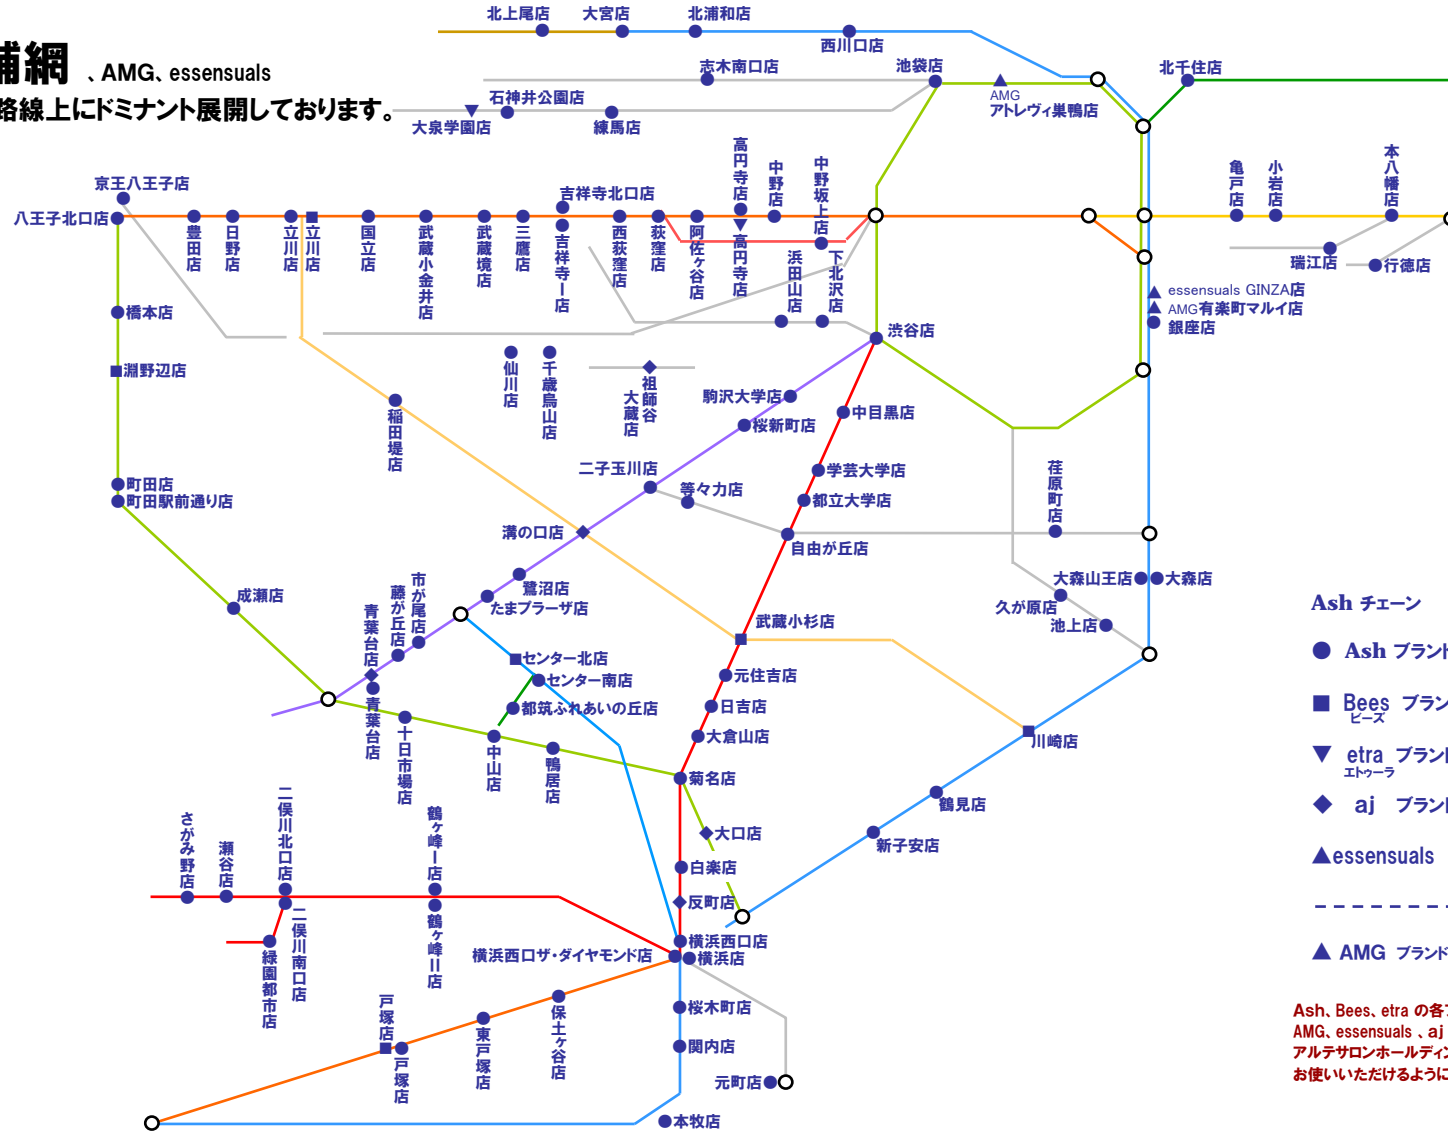 舗網 、AMG、essensuals
路線上にドミナント展開しております。
北上尾店
大宮店
北浦和店
西川口店
志木南口店
池袋店
北千住店
AMG
アトレヴィ巣鴨店
大泉学園店
石神井公園店
練馬店
京王八王子店
八王子北口店
豊田店
日野店
立川店
立川店
国立店
武蔵小金井店
武蔵境店
三鷹店
吉祥寺北口店
吉祥寺I店
西荻窪店
荻窪店
阿佐ヶ谷店
高円寺店
高円寺店
中野店
中野坂上店
浜田山店
下北沢店
亀戸店
小岩店
本八幡店
瑞江店
行徳店
essensuals GINZA店
AMG有楽町マルイ店
銀座店
橋本店
淵野辺店
渋谷店
仙川店
千歳烏山店
祖師谷
大蔵店
稲田堤店
駒沢大学店
桜新町店
中目黒店
学芸大学店
都立大学店
二子玉川店
等々力店
自由が丘店
荏原町店
町田店
町田駅前通り店
溝の口店
鷺沼店
たまプラーザ店
市が尾店
藤が丘店
青葉台店
青葉台店
成瀬店
大森山王店
大森店
久が原店
池上店
武蔵小杉店
センター北店
センター南店
都筑ふれあいの丘店
元住吉店
日吉店
大倉山店
菊名店
十日市場店
中山店
鴨居店
川崎店
鶴見店
新子安店
大口店
白楽店
反町店
さがみ野店
瀬谷店
二俣川北口店
二俣川南口店
緑園都市店
鶴ヶ峰I店
鶴ヶ峰II店
横浜西口店
横浜西口ザ・ダイヤモンド店
横浜店
桜木町店
関内店
元町店
本牧店
戸塚店
戸塚店
東戸塚店
保土ヶ谷店
Ash チェーン
Ash ブランド
Bees ブラン
ビーズ
etra ブランド
エトゥーラ
aj ブランド
essensuals
AMG ブランド
Ash、Bees、etra の各ブ
AMG、essensuals 、aj
アルテサロンホールディン
お使いいただけるように